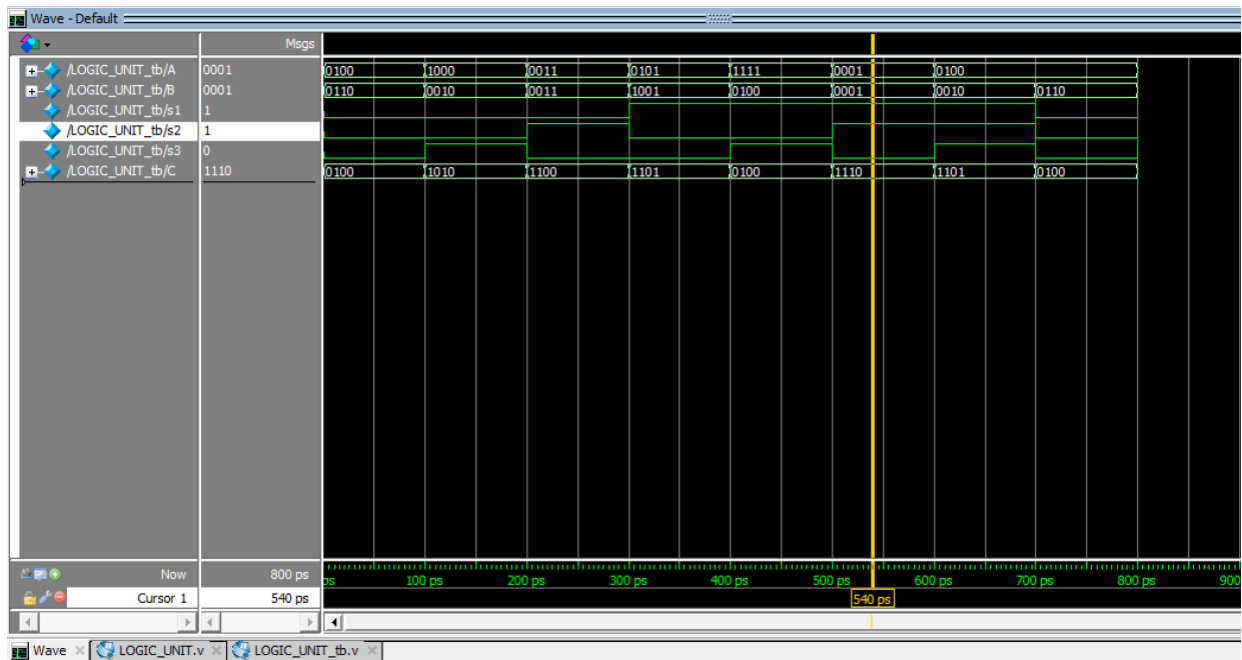 Wave - Default
Msgs
/LOGIC_UNIT_tb/A 0001 0100 1000 0011 0101 1111 0001 0100
/LOGIC_UNIT_tb/B 0001 0110 0010 0011 1001 0100 0001 0010 0110
/LOGIC_UNIT_tb/s1 1
/LOGIC_UNIT_tb/s2 1
/LOGIC_UNIT_tb/s3 0
/LOGIC_UNIT_tb/C 1110 0100 1010 1100 1101 0100 1110 1101 0100
Now 800 ps ps 100 ps 200 ps 300 ps 400 ps 500 ps 600 ps 700 ps 800 ps 900
Cursor 1 540 ps 540 ps
Wave LOGIC_UNIT.v LOGIC_UNIT_tb.v